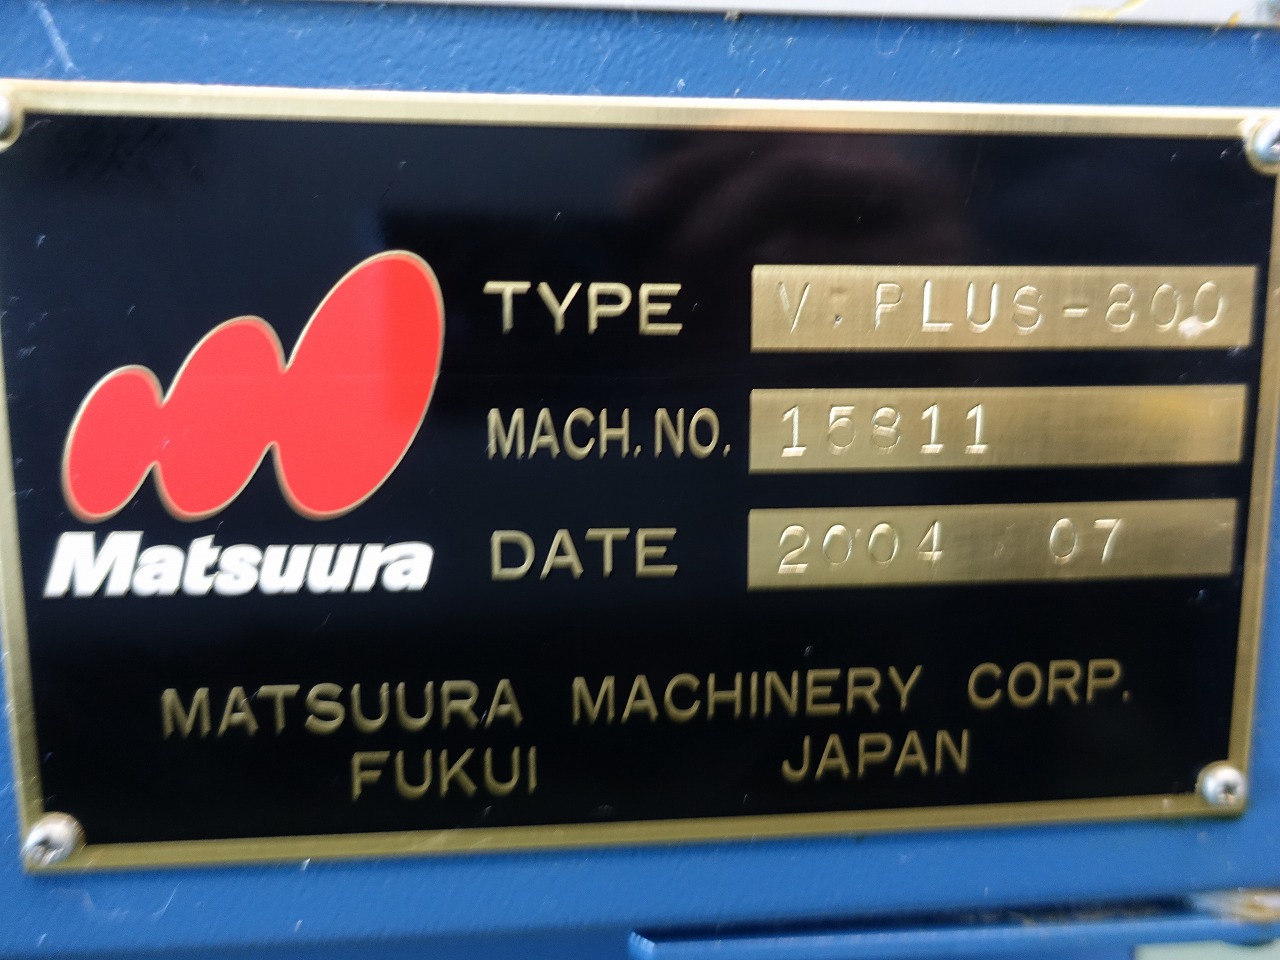 TYPE V.PLUS-800
MACH.NO. 15811
DATE 2004 07
Matsuura
MATSUURA MACHINERY CORP.
FUKUI JAPAN